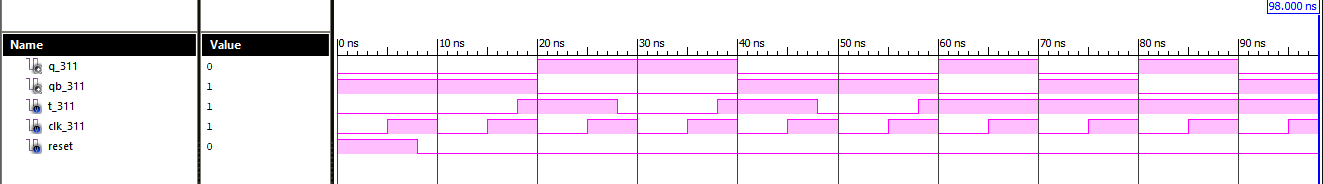 98.000 ns
Name Value 0 ns 10 ns 20 ns 30 ns 40 ns 50 ns 60 ns 70 ns 80 ns 90 ns
q_311 0
qb_311 1
t_311 1
clk_311 1
reset 0